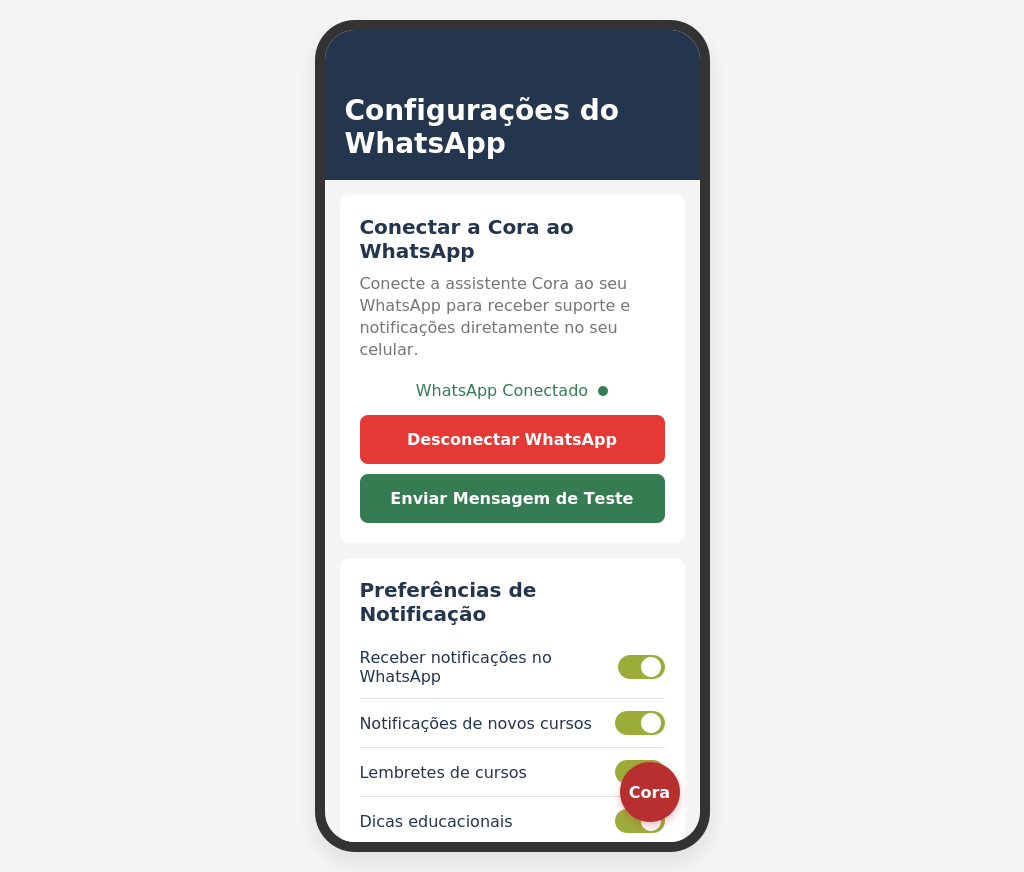 Configurações do
WhatsApp
Conectar a Cora ao
WhatsApp
Conecte a assistente Cora ao seu
WhatsApp para receber suporte e
notificações diretamente no seu
celular.
WhatsApp Conectado
Desconectar WhatsApp
Enviar Mensagem de Teste
Preferências de
Notificação
Receber notificações no
WhatsApp
Notificações de novos cursos
Lembretes de cursos
Cora
Dicas educacionais